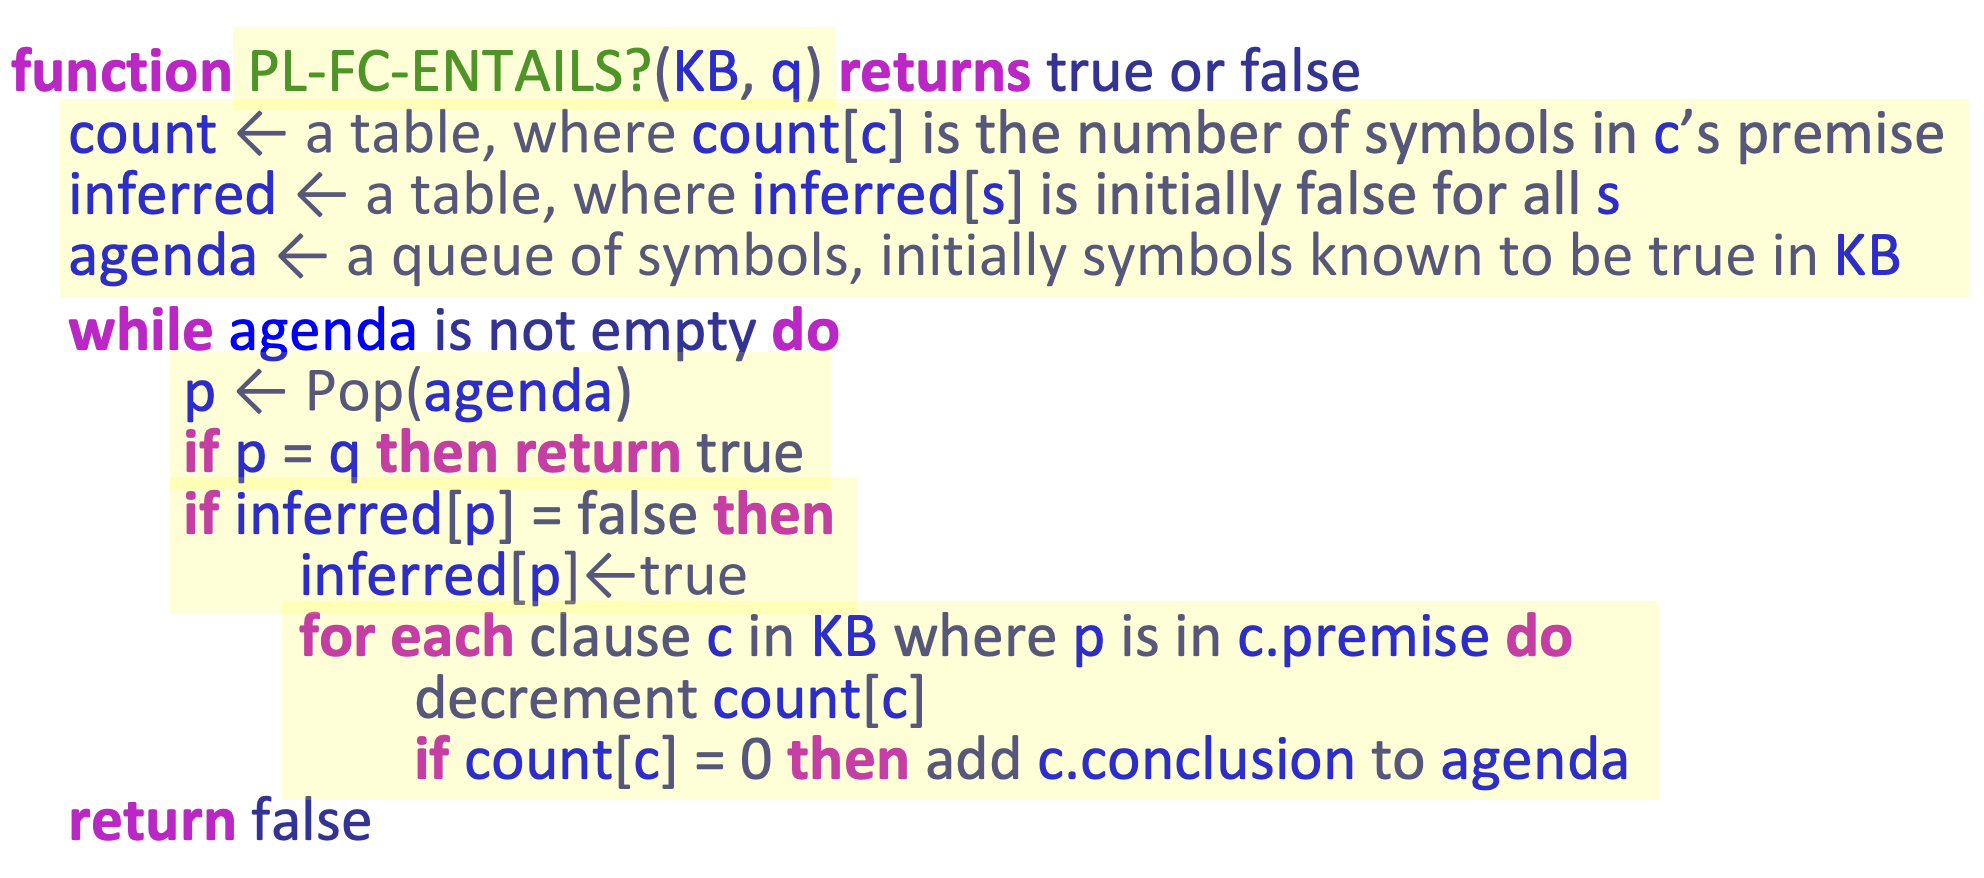 function PL-FC-ENTAILS?(KB, q) returns true or false
count ← a table, where count[c] is the number of symbols in c’s premise
inferred ← a table, where inferred[s] is initially false for all s
agenda ← a queue of symbols, initially symbols known to be true in KB
while agenda is not empty do
p ← Pop(agenda)
if p = q then return true
if inferred[p] = false then
inferred[p]←true
for each clause c in KB where p is in c.premise do
decrement count[c]
if count[c] = 0 then add c.conclusion to agenda
return false